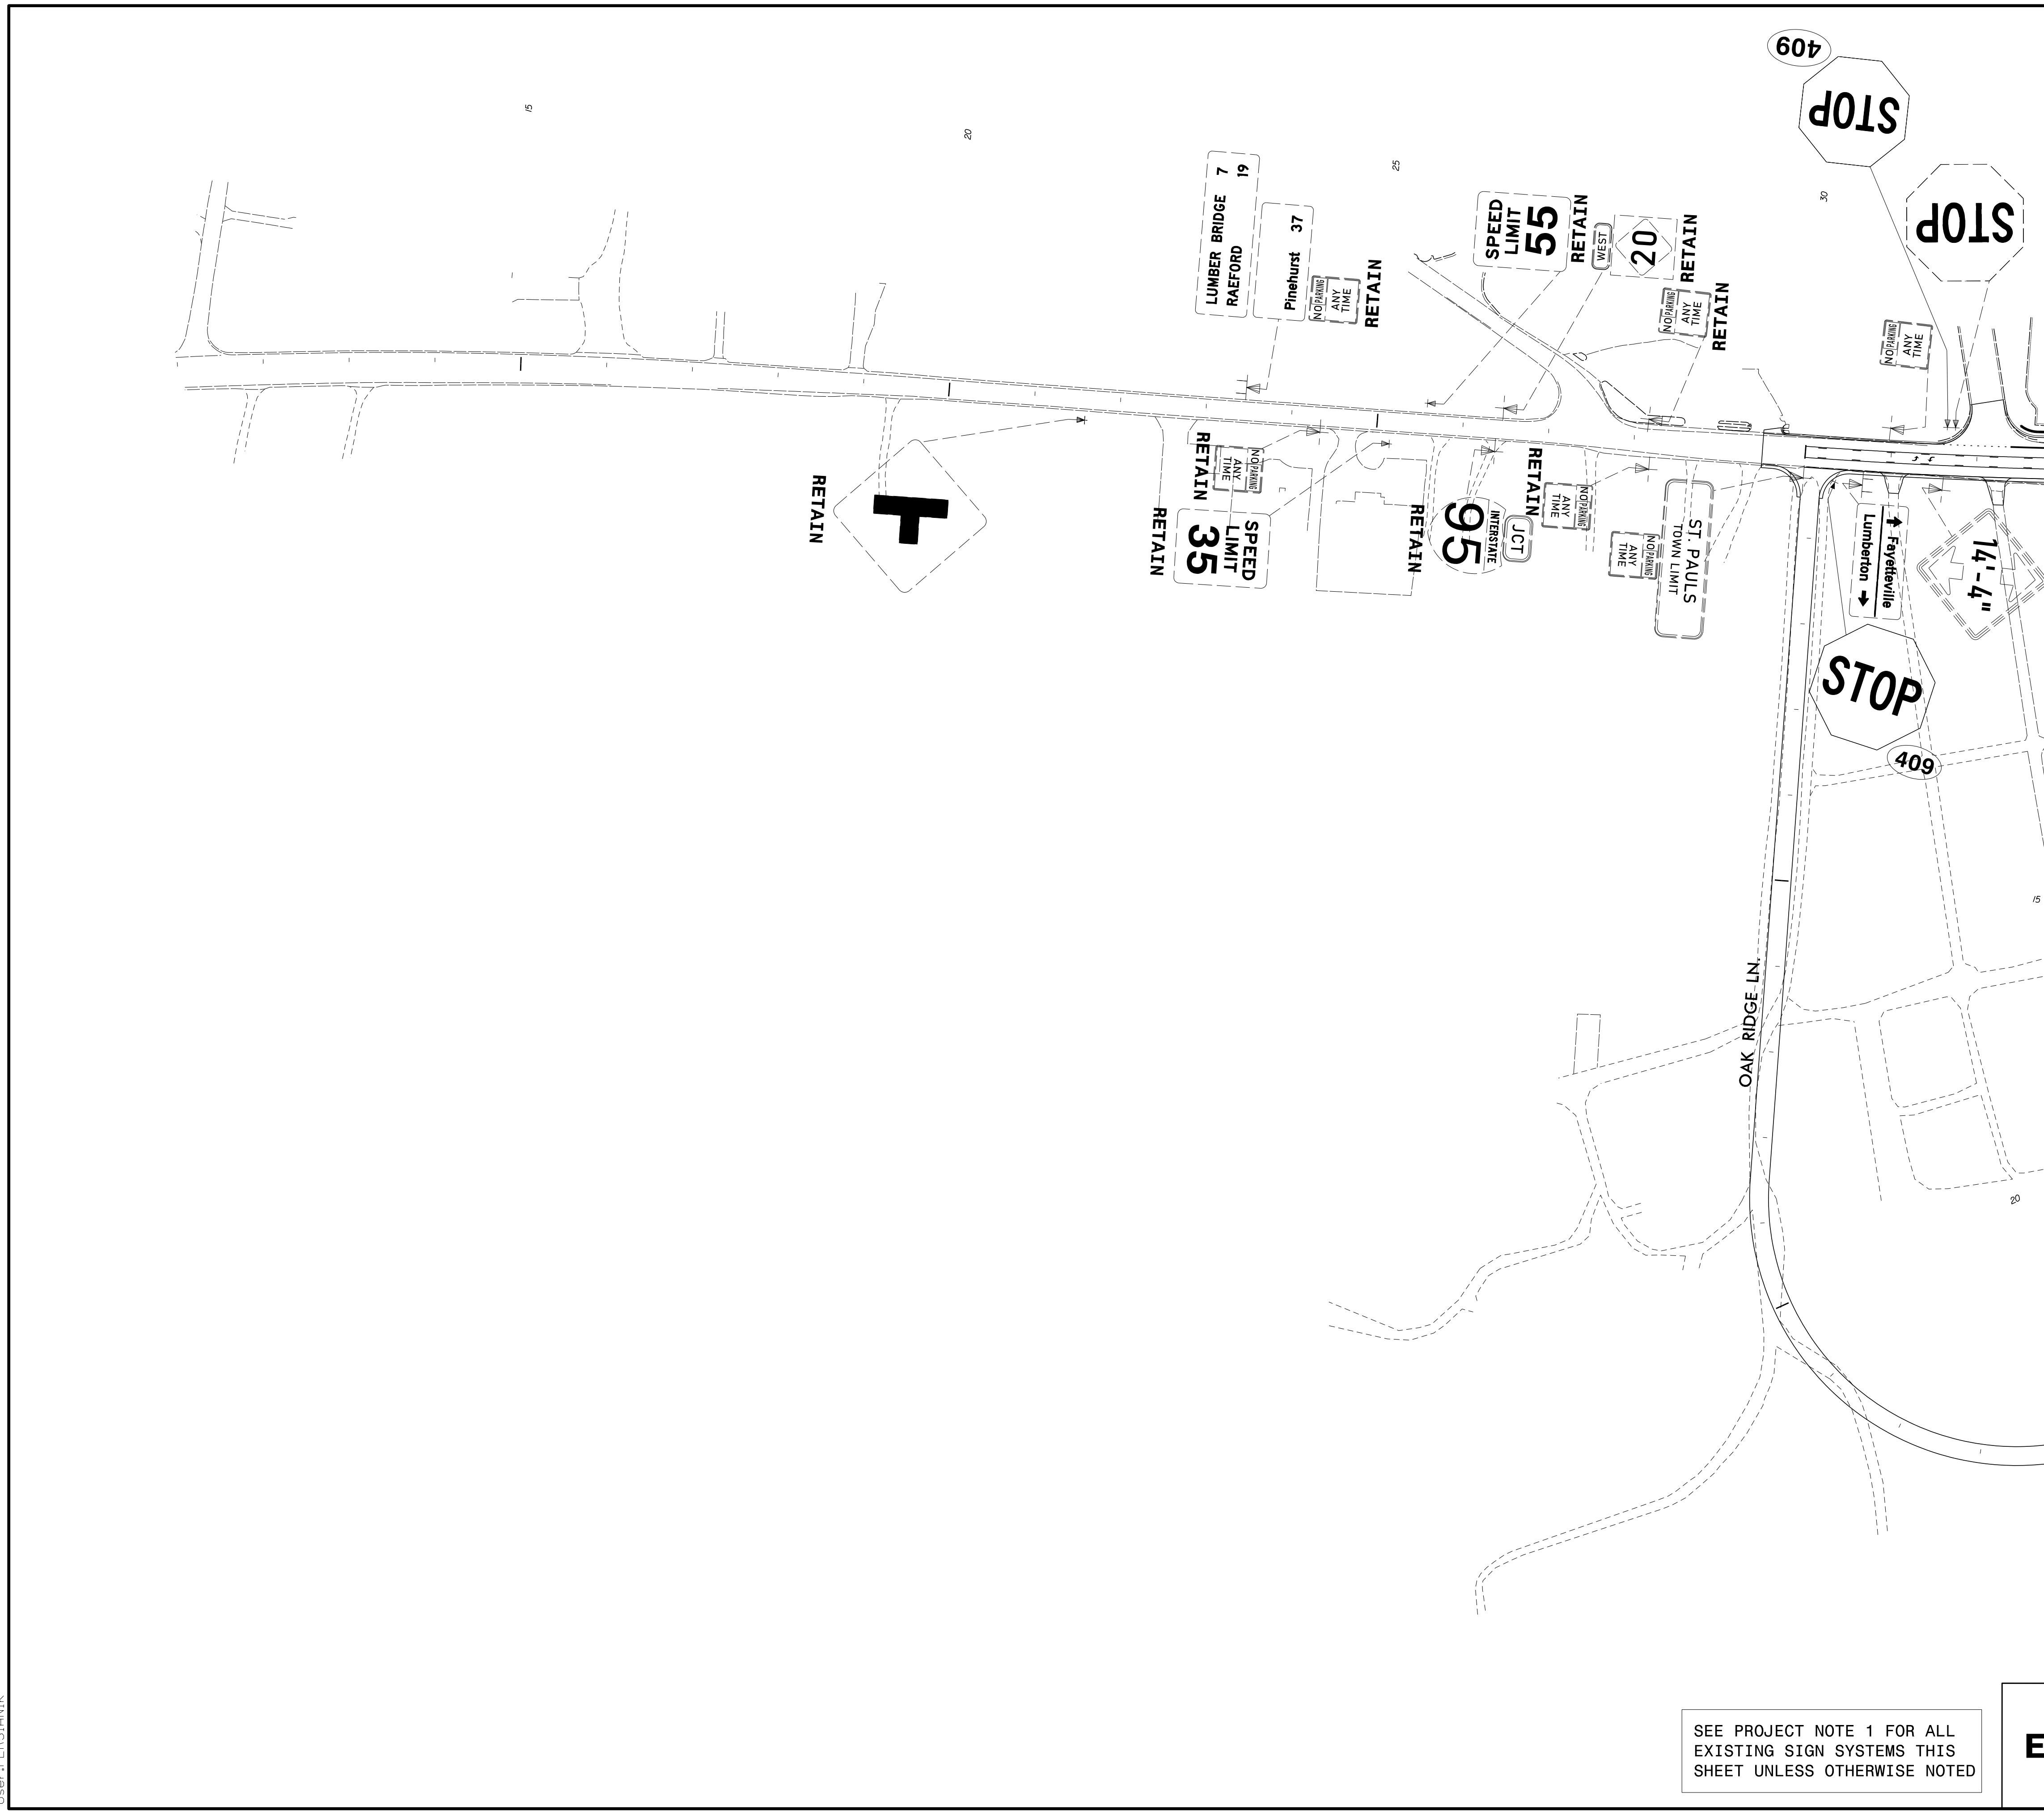 409
STOP
15
20
25
30
STOP
LUMBER BRIDGE 7
RAEFORD 19
Pinehurst 37
NO PARKING
ANY
TIME
RETAIN
SPEED
LIMIT
55
RETAIN
WEST
20
RETAIN
NO PARKING
ANY
TIME
RETAIN
NO PARKING
ANY
TIME
RETAIN
RETAIN
NO PARKING
ANY
TIME
RETAIN
SPEED
LIMIT
35
RETAIN
JCT
INTERSTATE
95
RETAIN
NO PARKING
ANY
TIME
NO PARKING
ANY
TIME
ST. PAULS
TOWN LIMIT
Fayetteville
Lumberton
14'-4"
STOP
409
15
OAK RIDGE LN.
20
SEE PROJECT NOTE 1 FOR ALL
EXISTING SIGN SYSTEMS THIS
SHEET UNLESS OTHERWISE NOTED
E